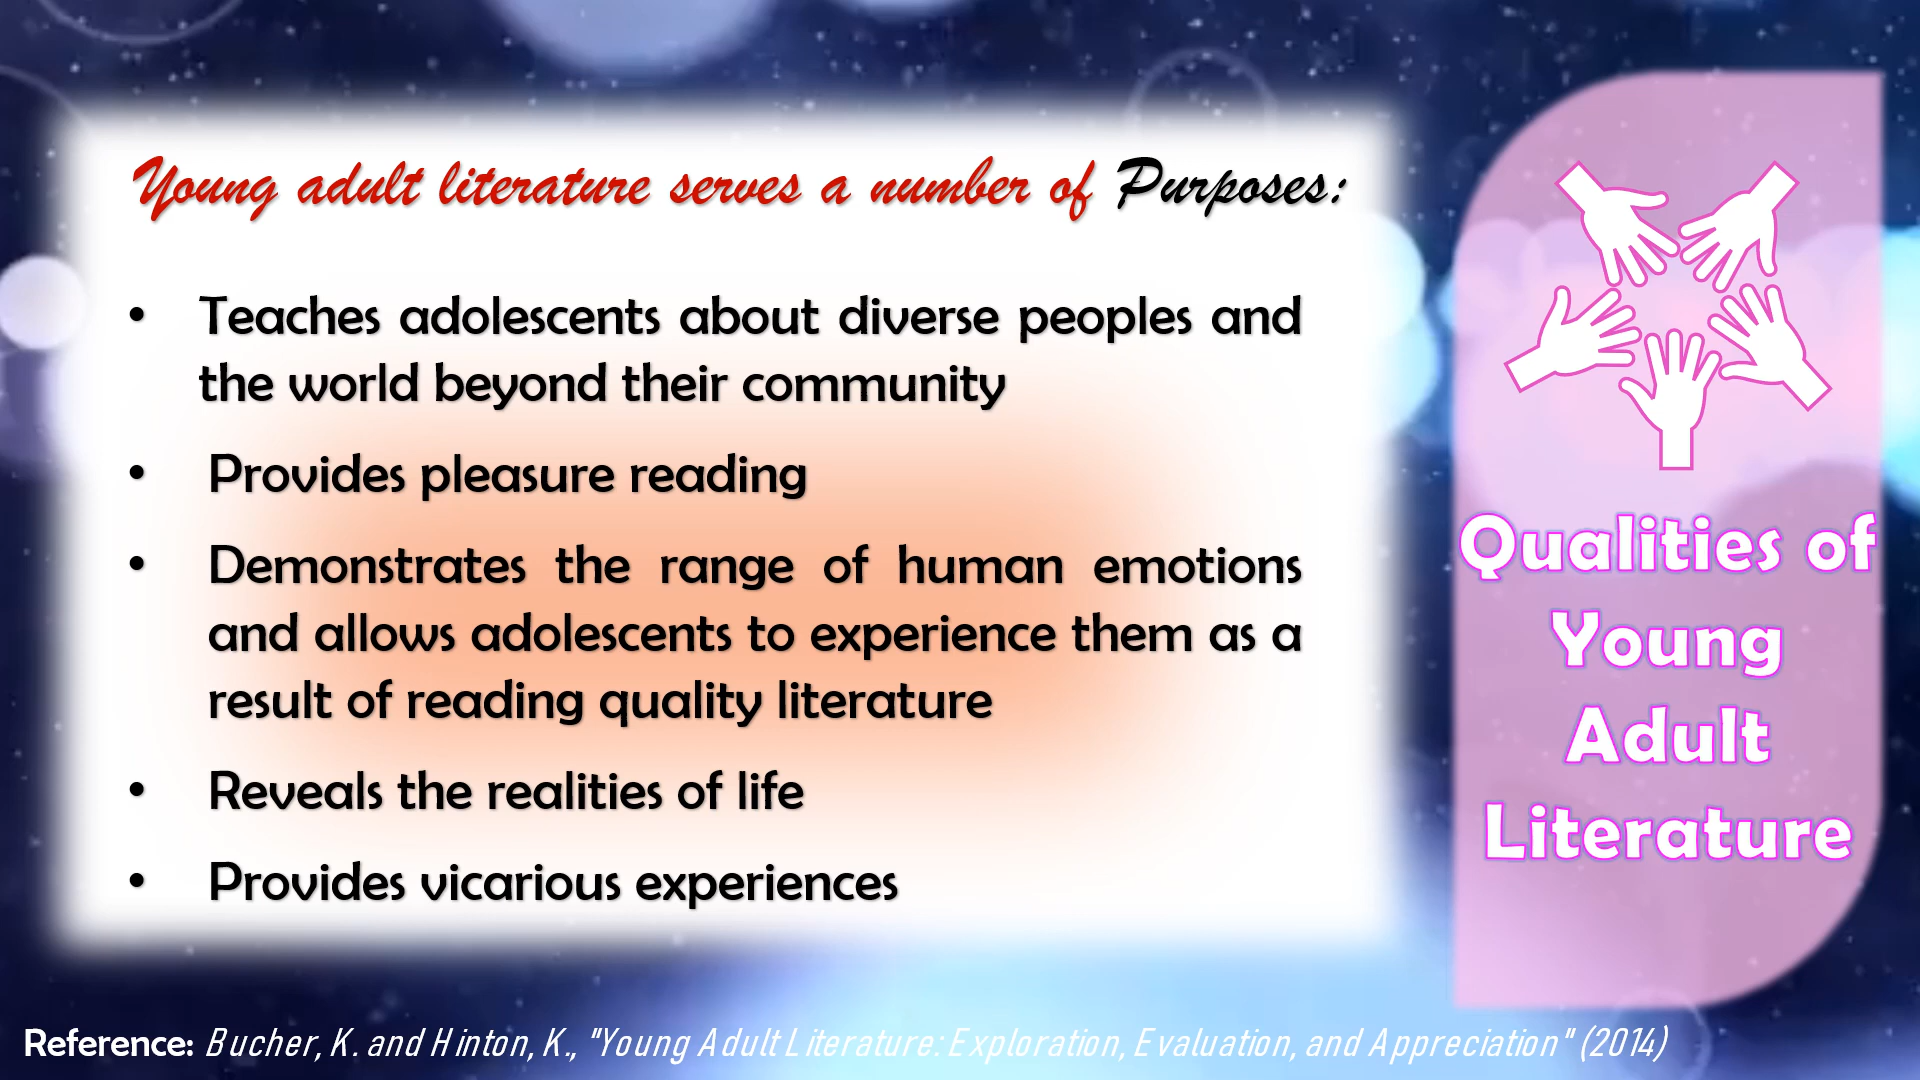 Young adult literature serves a number of Purposes:
• Teaches adolescents about diverse peoples and
the world beyond their community
• Provides pleasure reading
• Demonstrates the range of human emotions
and allows adolescents to experience them as a
result of reading quality literature
• Reveals the realities of life
• Provides vicarious experiences
Qualities of
Young
Adult
Literature
Reference: Bucher, K. and Hinton, K., "Young Adult Literature: Exploration, Evaluation, and Appreciation" (2014)